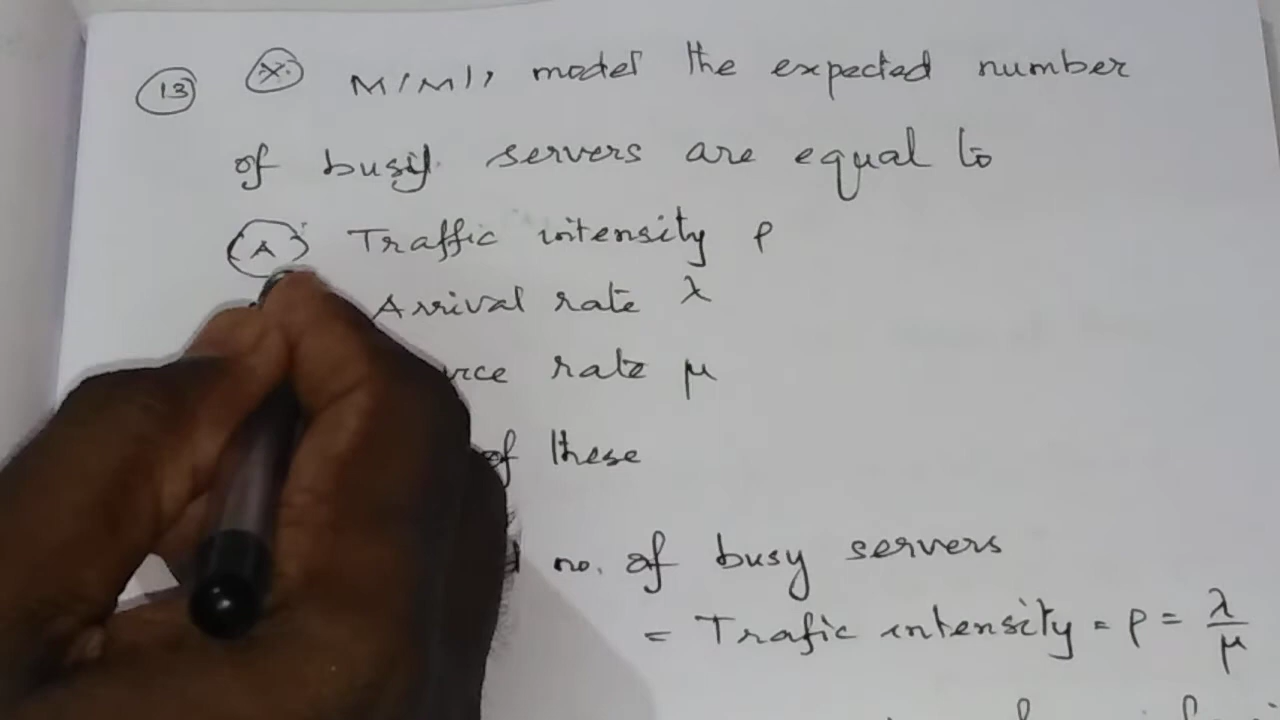 13 X. M/M/1, model the expected number
of busy servers are equal to
(A) Traffic intensity ρ
Arrival rate λ
rate μ
of these
no. of busy servers
= Trafic intensity = ρ = λ/μ